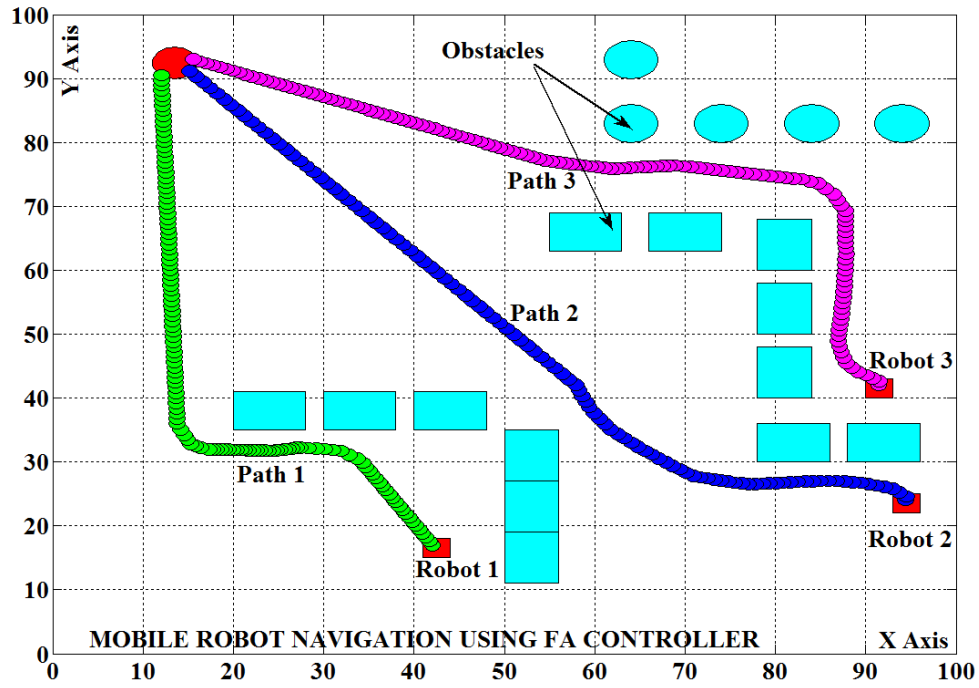 100
90
80
70
60
50
40
30
20
10
0
Y Axis
Obstacles
Path 3
Path 2
Robot 3
Path 1
Robot 2
Robot 1
MOBILE ROBOT NAVIGATION USING FA CONTROLLER
X Axis
0 10 20 30 40 50 60 70 80 90 100